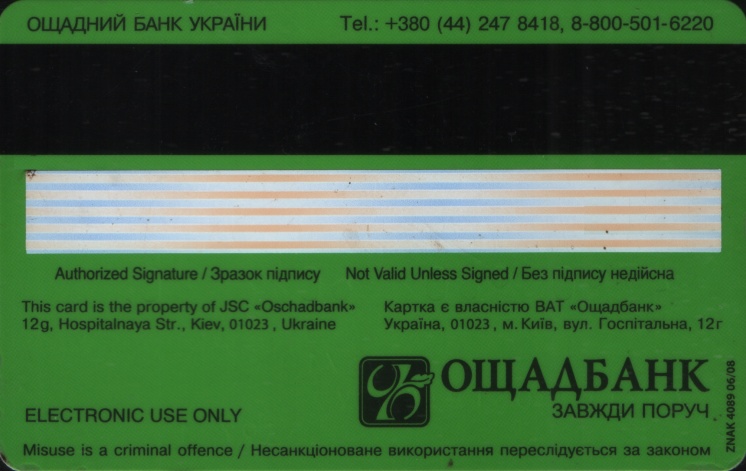 ОЩАДНИЙ БАНК УКРАЇНИ Tel.: +380 (44) 247 8418, 8-800-501-6220
Authorized Signature / Зразок підпису Not Valid Unless Signed / Без підпису недійсна
This card is the property of JSC «Oschadbank»
12g, Hospitalnaya Str., Kiev, 01023 , Ukraine
Картка є власністю ВАТ «Ощадбанк»
Україна, 01023 , м. Київ, вул. Госпітальна, 12г
ОЩАДБАНК
ЗАВЖДИ ПОРУЧ
ELECTRONIC USE ONLY
ZNAK 4089 06/08
Misuse is a criminal offence / Несанкціоноване використання переслідується за законом